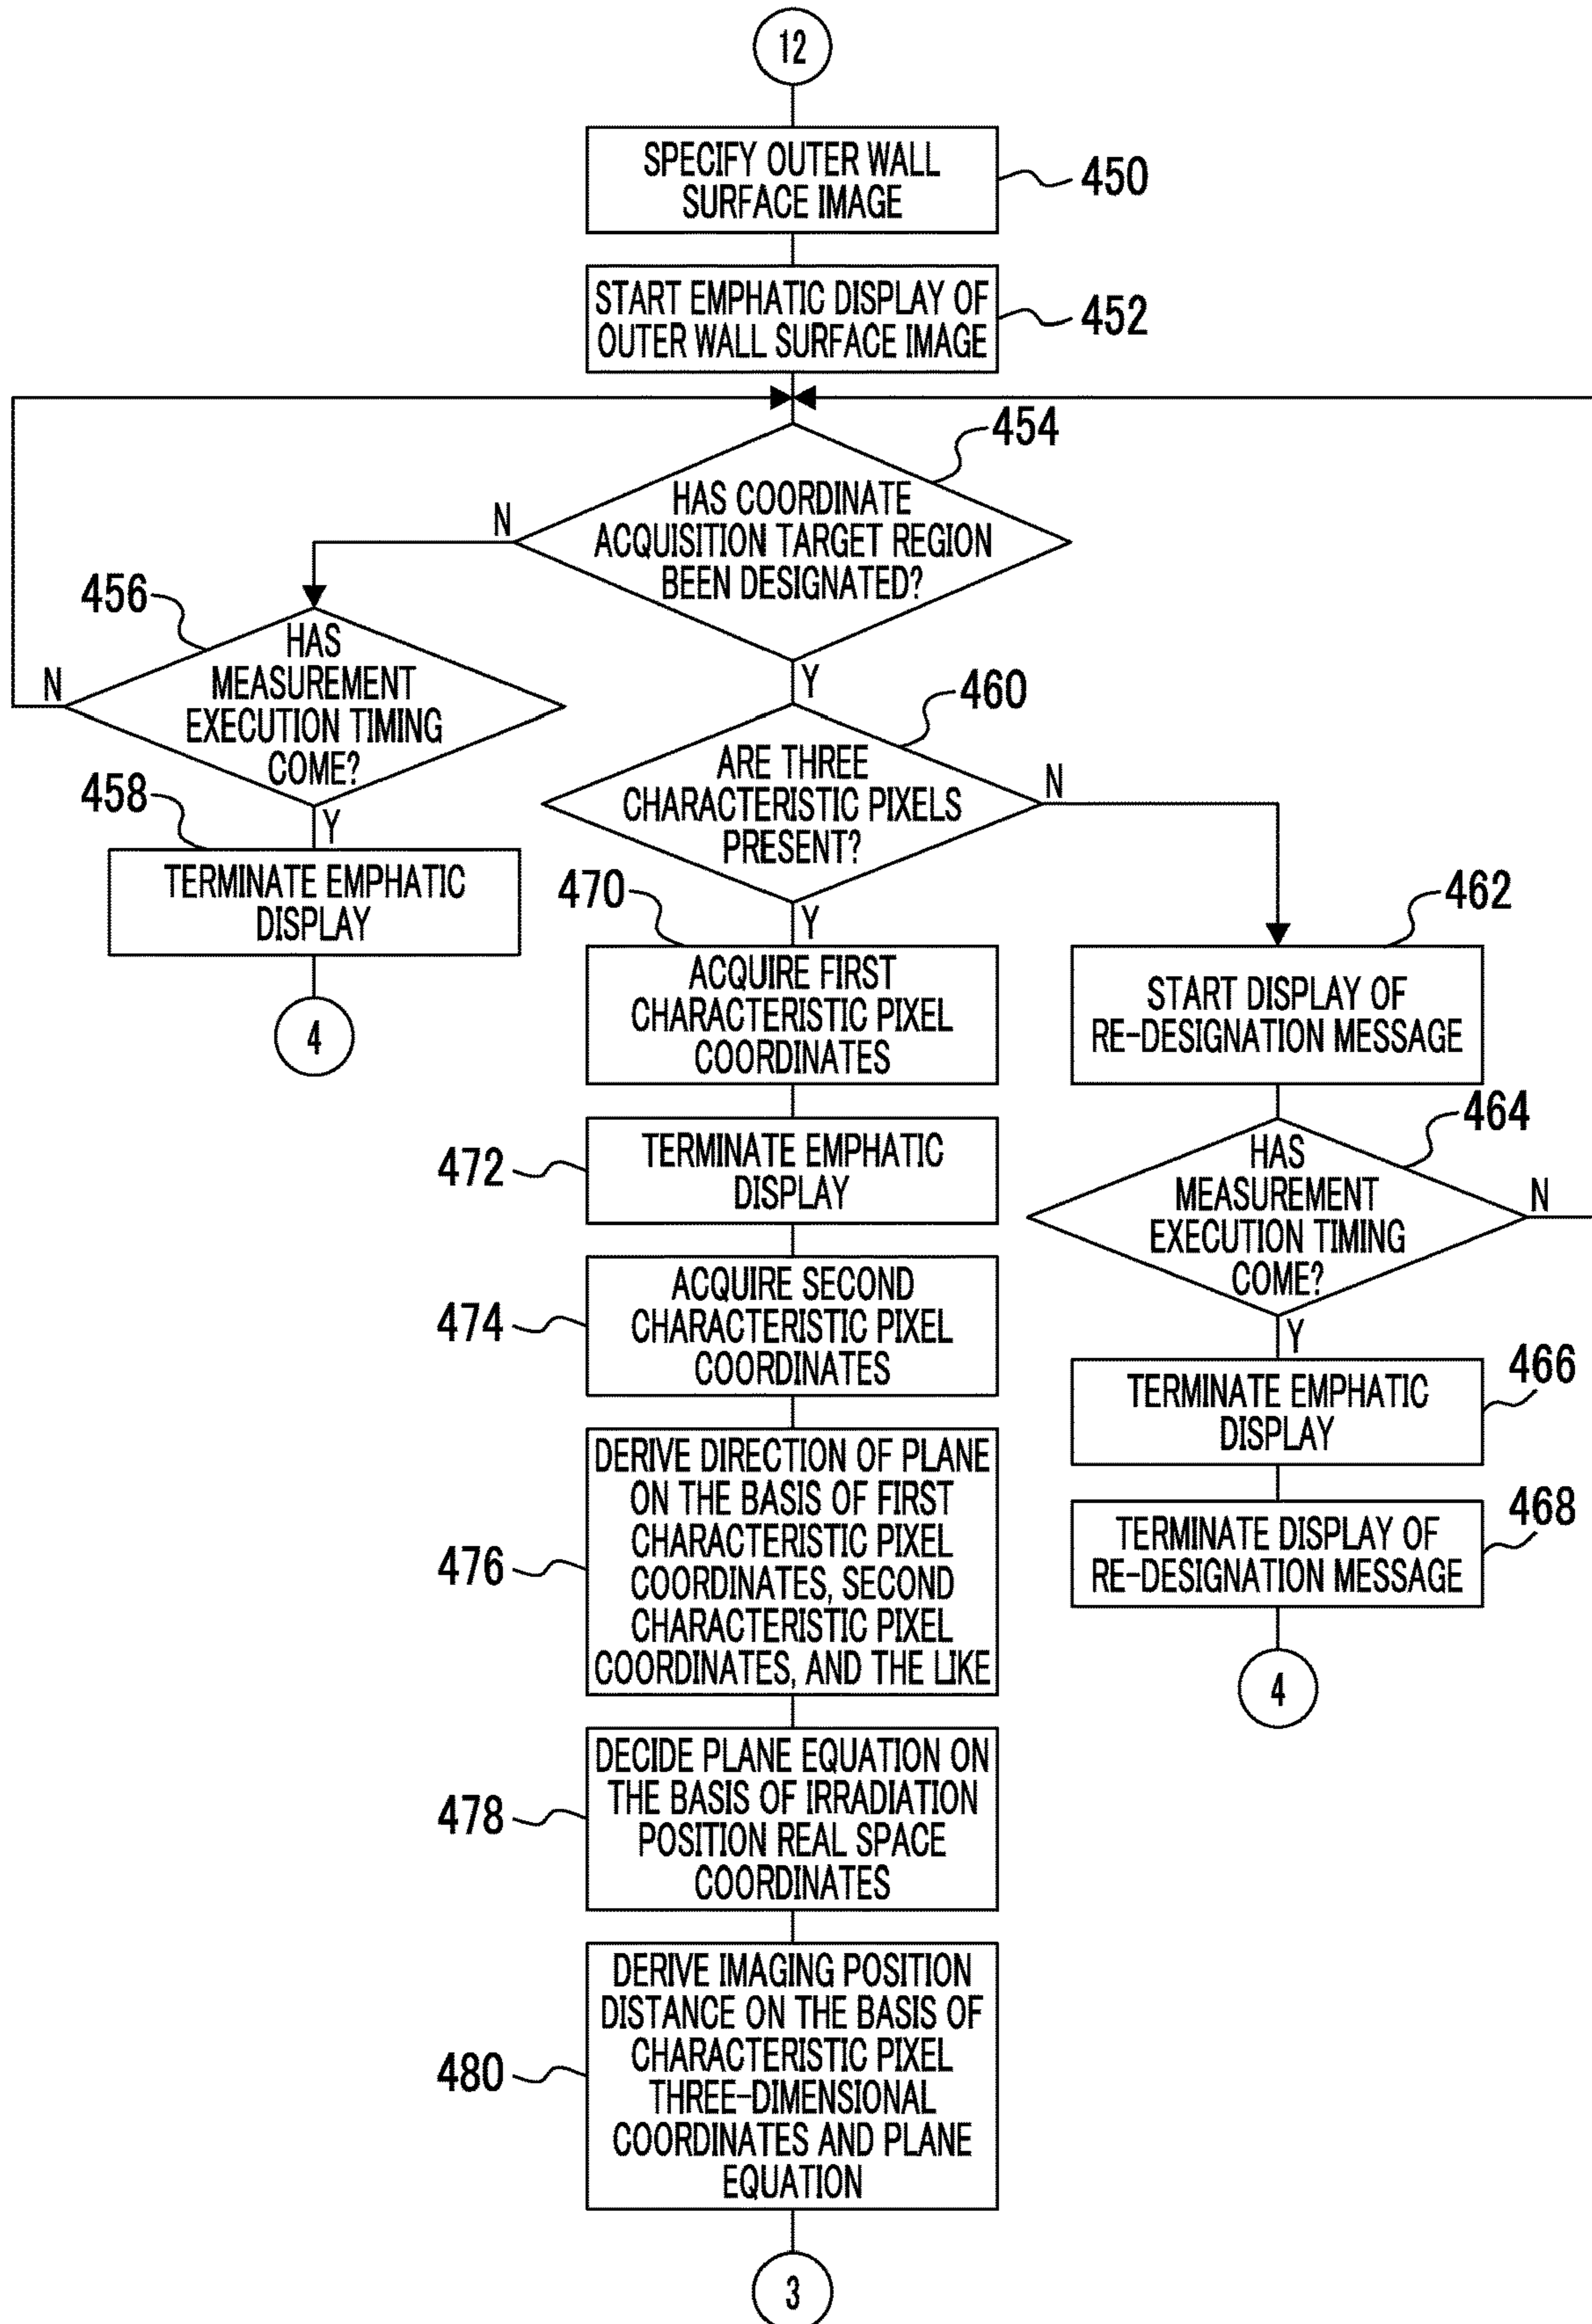 12
SPECIFY OUTER WALL
SURFACE IMAGE
450
START EMPHATIC DISPLAY OF
OUTER WALL SURFACE IMAGE
452
454
HAS COORDINATE
ACQUISITION TARGET REGION
BEEN DESIGNATED?
N
Y
456
HAS
MEASUREMENT
EXECUTION TIMING
COME?
N
Y
458
TERMINATE EMPHATIC
DISPLAY
4
460
ARE THREE
CHARACTERISTIC PIXELS
PRESENT?
N
Y
462
START DISPLAY OF
RE-DESIGNATION MESSAGE
464
HAS
MEASUREMENT
EXECUTION TIMING
COME?
N
Y
466
TERMINATE EMPHATIC
DISPLAY
468
TERMINATE DISPLAY OF
RE-DESIGNATION MESSAGE
4
470
ACQUIRE FIRST
CHARACTERISTIC PIXEL
COORDINATES
472
TERMINATE EMPHATIC
DISPLAY
474
ACQUIRE SECOND
CHARACTERISTIC PIXEL
COORDINATES
476
DERIVE DIRECTION OF PLANE
ON THE BASIS OF FIRST
CHARACTERISTIC PIXEL
COORDINATES, SECOND
CHARACTERISTIC PIXEL
COORDINATES, AND THE LIKE
478
DECIDE PLANE EQUATION ON
THE BASIS OF IRRADIATION
POSITION REAL SPACE
COORDINATES
480
DERIVE IMAGING POSITION
DISTANCE ON THE BASIS OF
CHARACTERISTIC PIXEL
THREE-DIMENSIONAL
COORDINATES AND PLANE
EQUATION
3